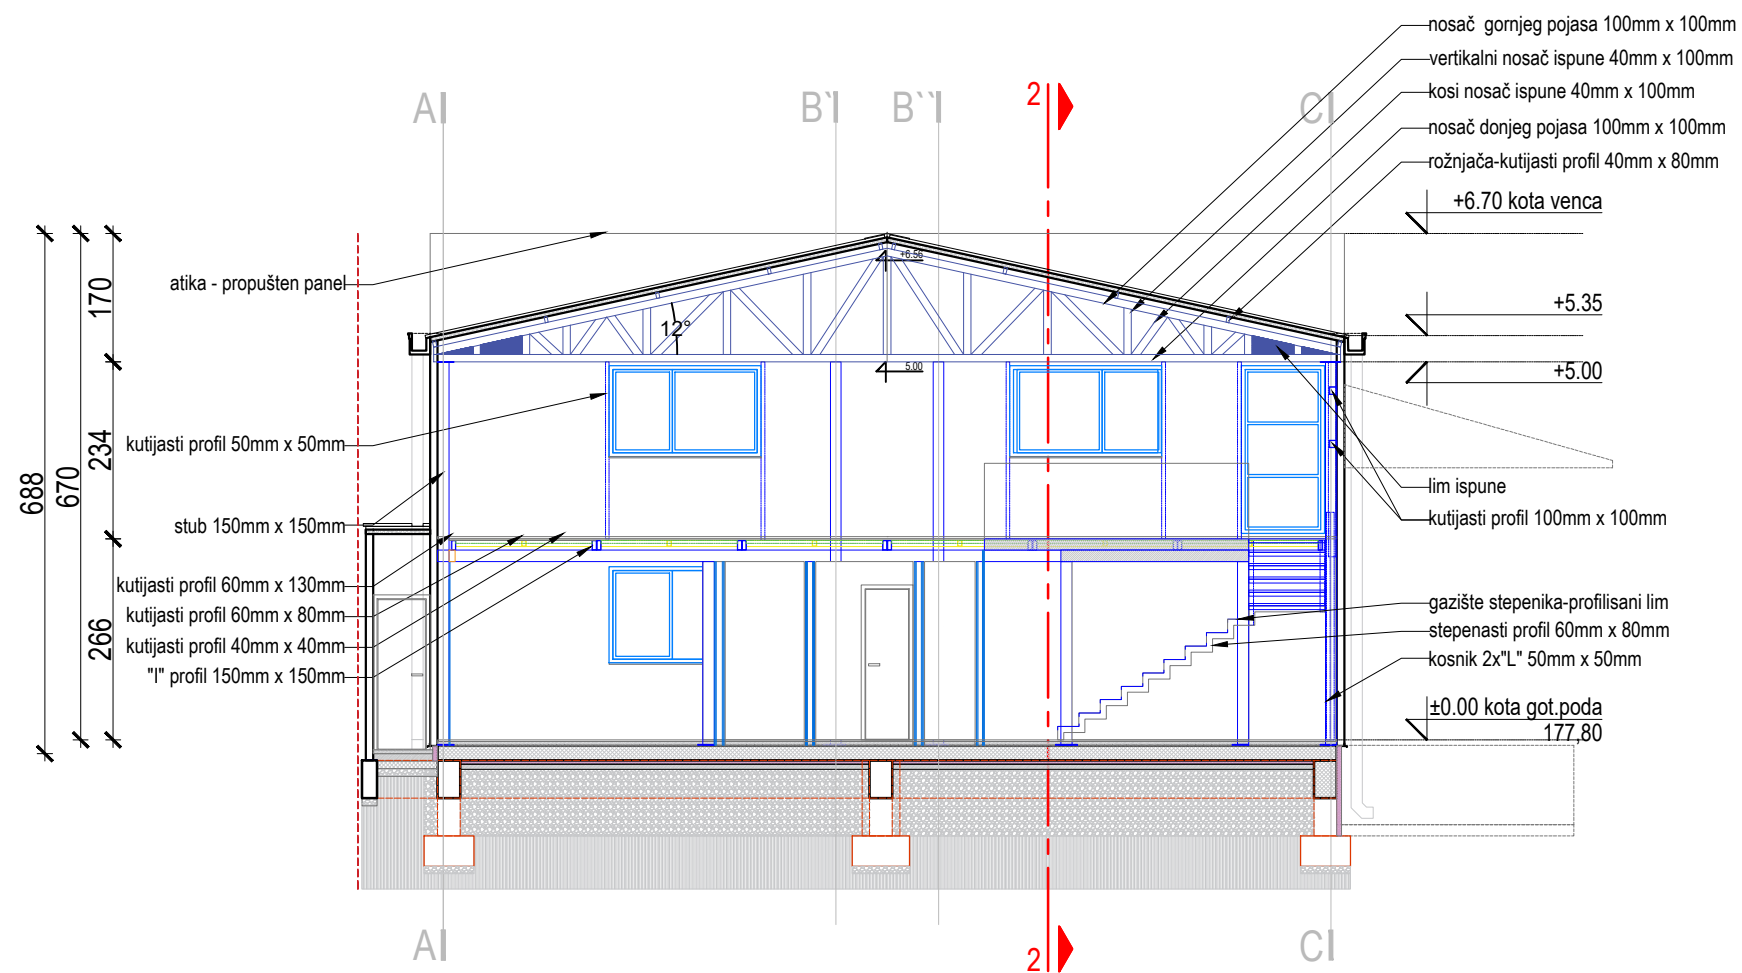 nosač  gornjeg pojasa 100mm x 100mm
vertikalni nosač ispune 40mm x 100mm
kosi nosač ispune 40mm x 100mm
nosač donjeg pojasa 100mm x 100mm
rožnjača-kutijasti profil 40mm x 80mm
A
B`
B``
2
C
+6.70 kota venca
+6.56
atika - propušten panel
170
12°
+5.35
5.00
+5.00
kutijasti profil 50mm x 50mm
234
670
688
lim ispune
kutijasti profil 100mm x 100mm
stub 150mm x 150mm
kutijasti profil 60mm x 130mm
kutijasti profil 60mm x 80mm
kutijasti profil 40mm x 40mm
"I" profil 150mm x 150mm
266
gazište stepenika-profilisani lim
stepenasti profil 60mm x 80mm
kosnik 2x"L" 50mm x 50mm
±0.00 kota got.poda
177,80
A
2
C